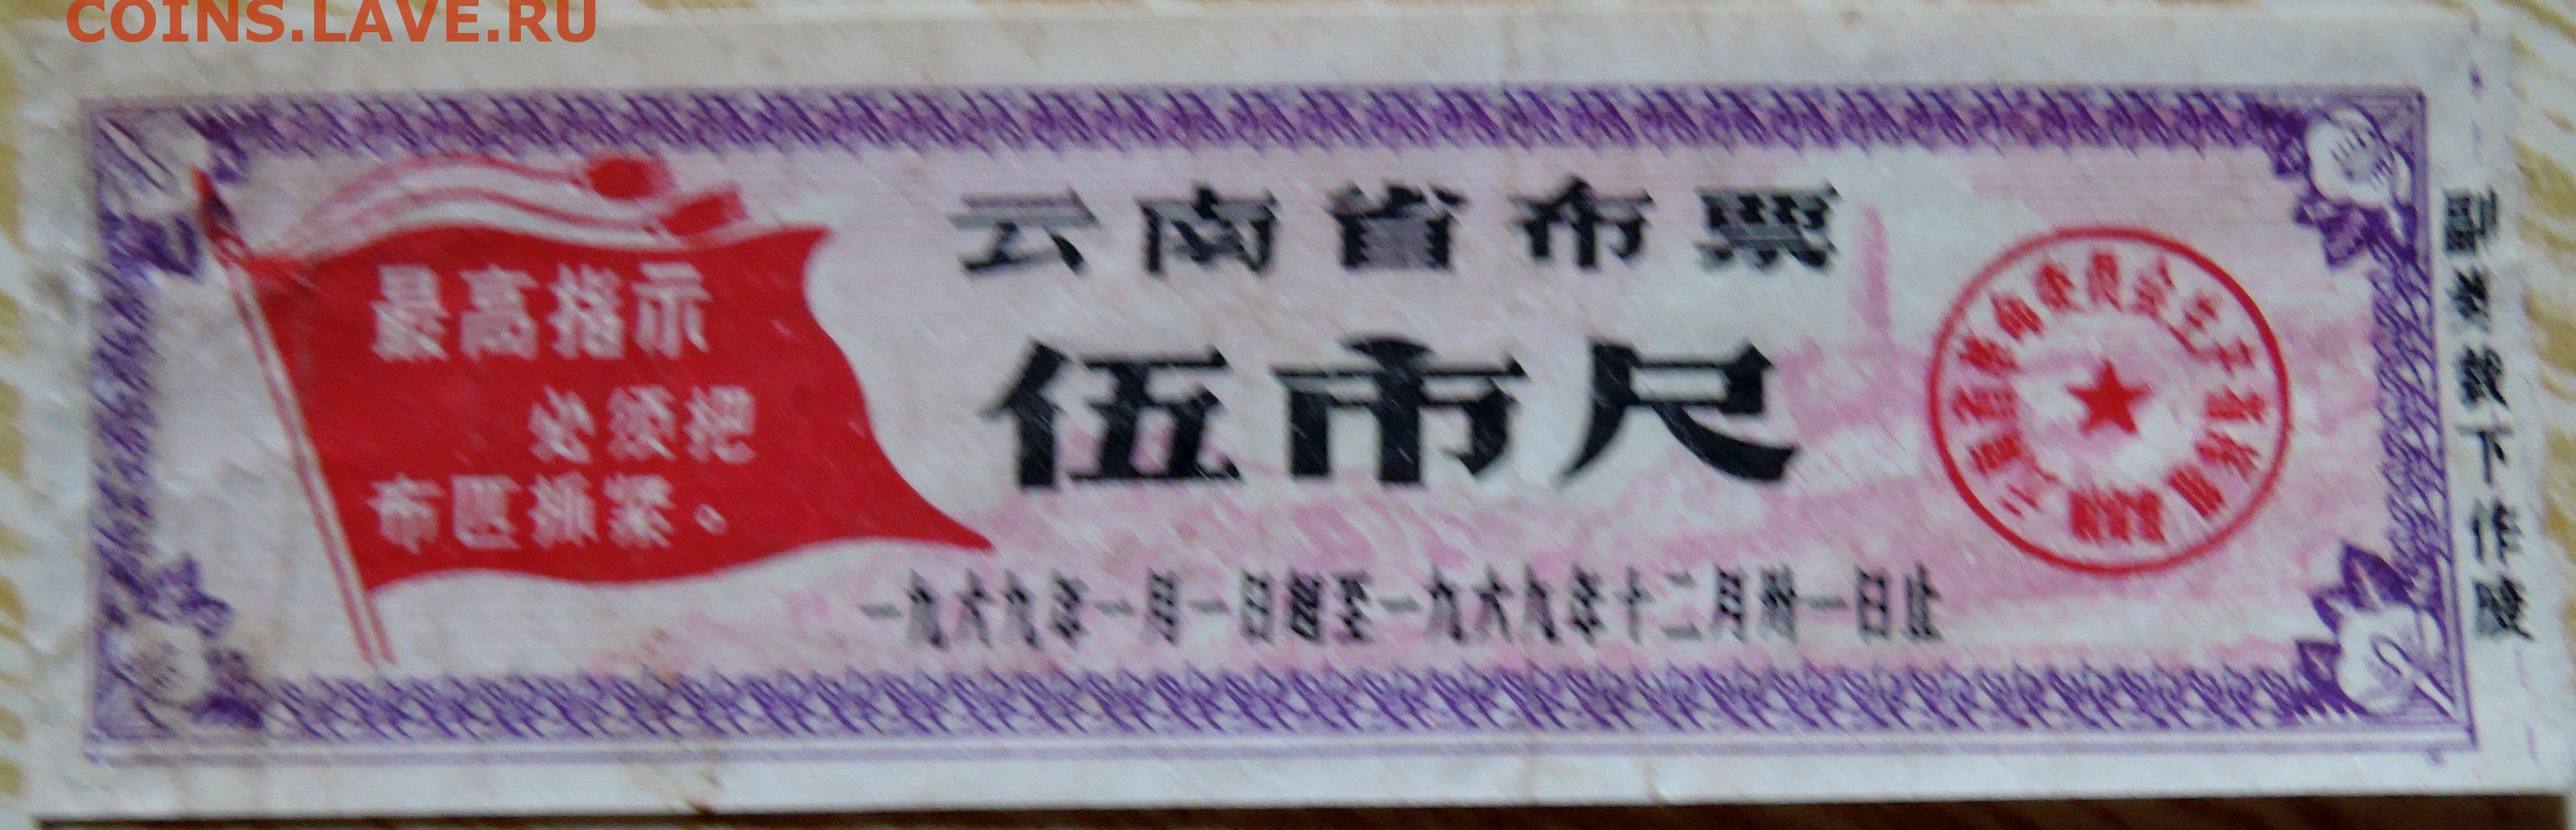 COINS.LAVE.RU
云南省布票
最高指示
必须把
布匹抓紧。
伍市尺
一九六九年一月一日起至一九六九年十二月卅一日止
副券裁下作废